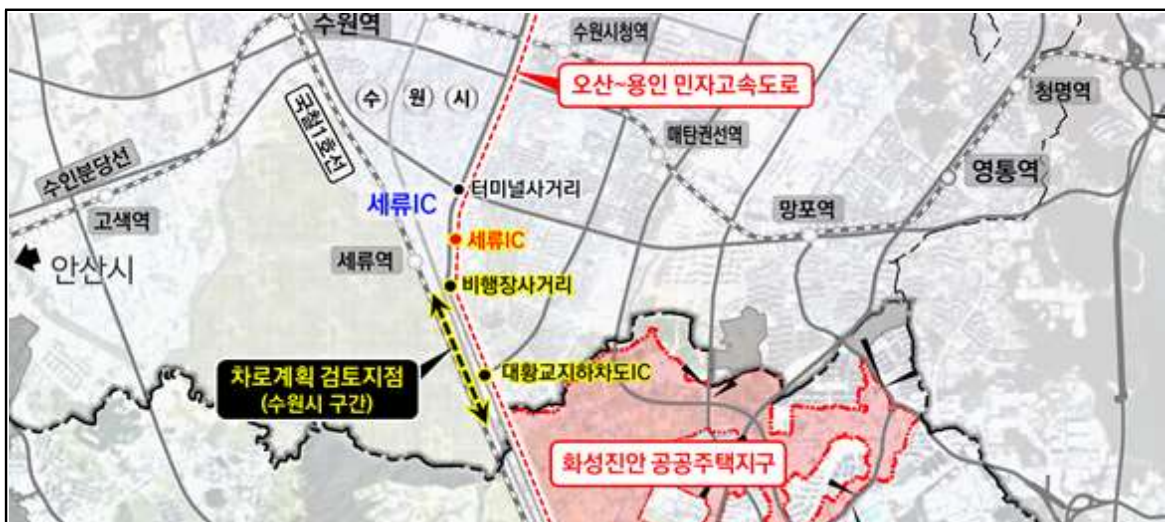 수원역
수원시청역
오산~용인 민자고속도로
청명역
수 원 시
국철1호선
매탄권선역
수인분당선
영통역
터미널사거리
세류IC
고색역
망포역
세류IC
안산시
세류역
비행장사거리
차로계획 검토지점
(수원시 구간)
대황교지하차도IC
화성진안 공공주택지구